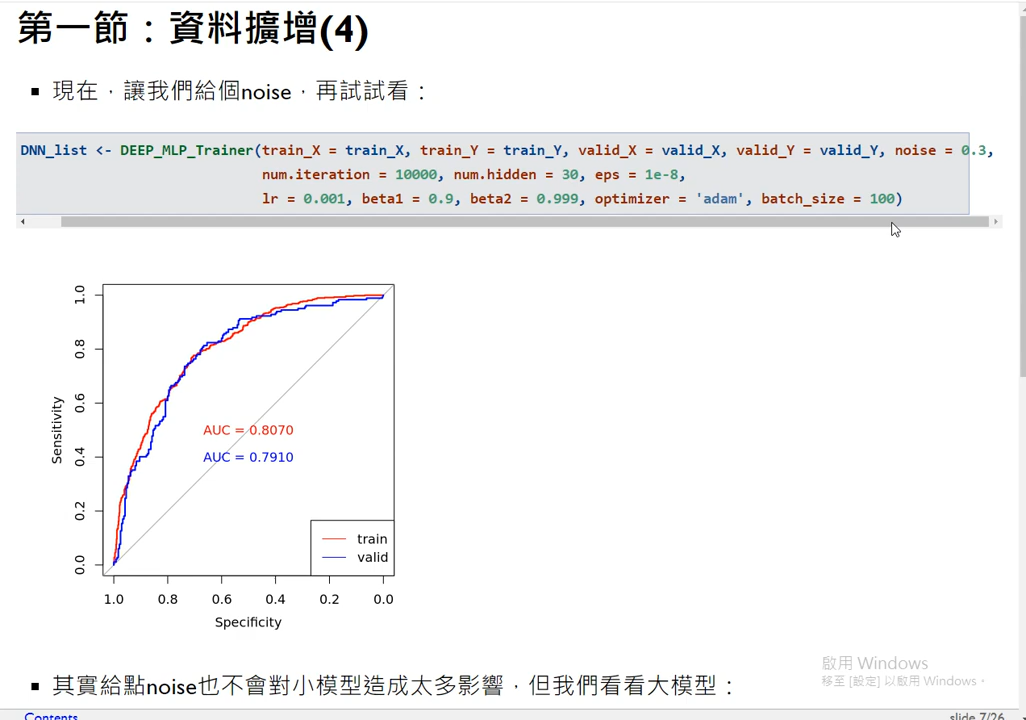 第一節：資料擴增(4)
▪ 現在，讓我們給個noise，再試試看：
DNN_list <- DEEP_MLP_Trainer(train_X = train_X, train_Y = train_Y, valid_X = valid_X, valid_Y = valid_Y, noise = 0.3,
num.iteration = 10000, num.hidden = 30, eps = 1e-8,
lr = 0.001, beta1 = 0.9, beta2 = 0.999, optimizer = 'adam', batch_size = 100)
1.0
0.8
0.6
0.4
0.2
0.0
Sensitivity
AUC = 0.8070
AUC = 0.7910
train
valid
1.0 0.8 0.6 0.4 0.2 0.0
Specificity
啟用 Windows
移至 [設定] 以啟用 Windows。
▪ 其實給點noise也不會對小模型造成太多影響，但我們看看大模型：
Contents
slide 7/26